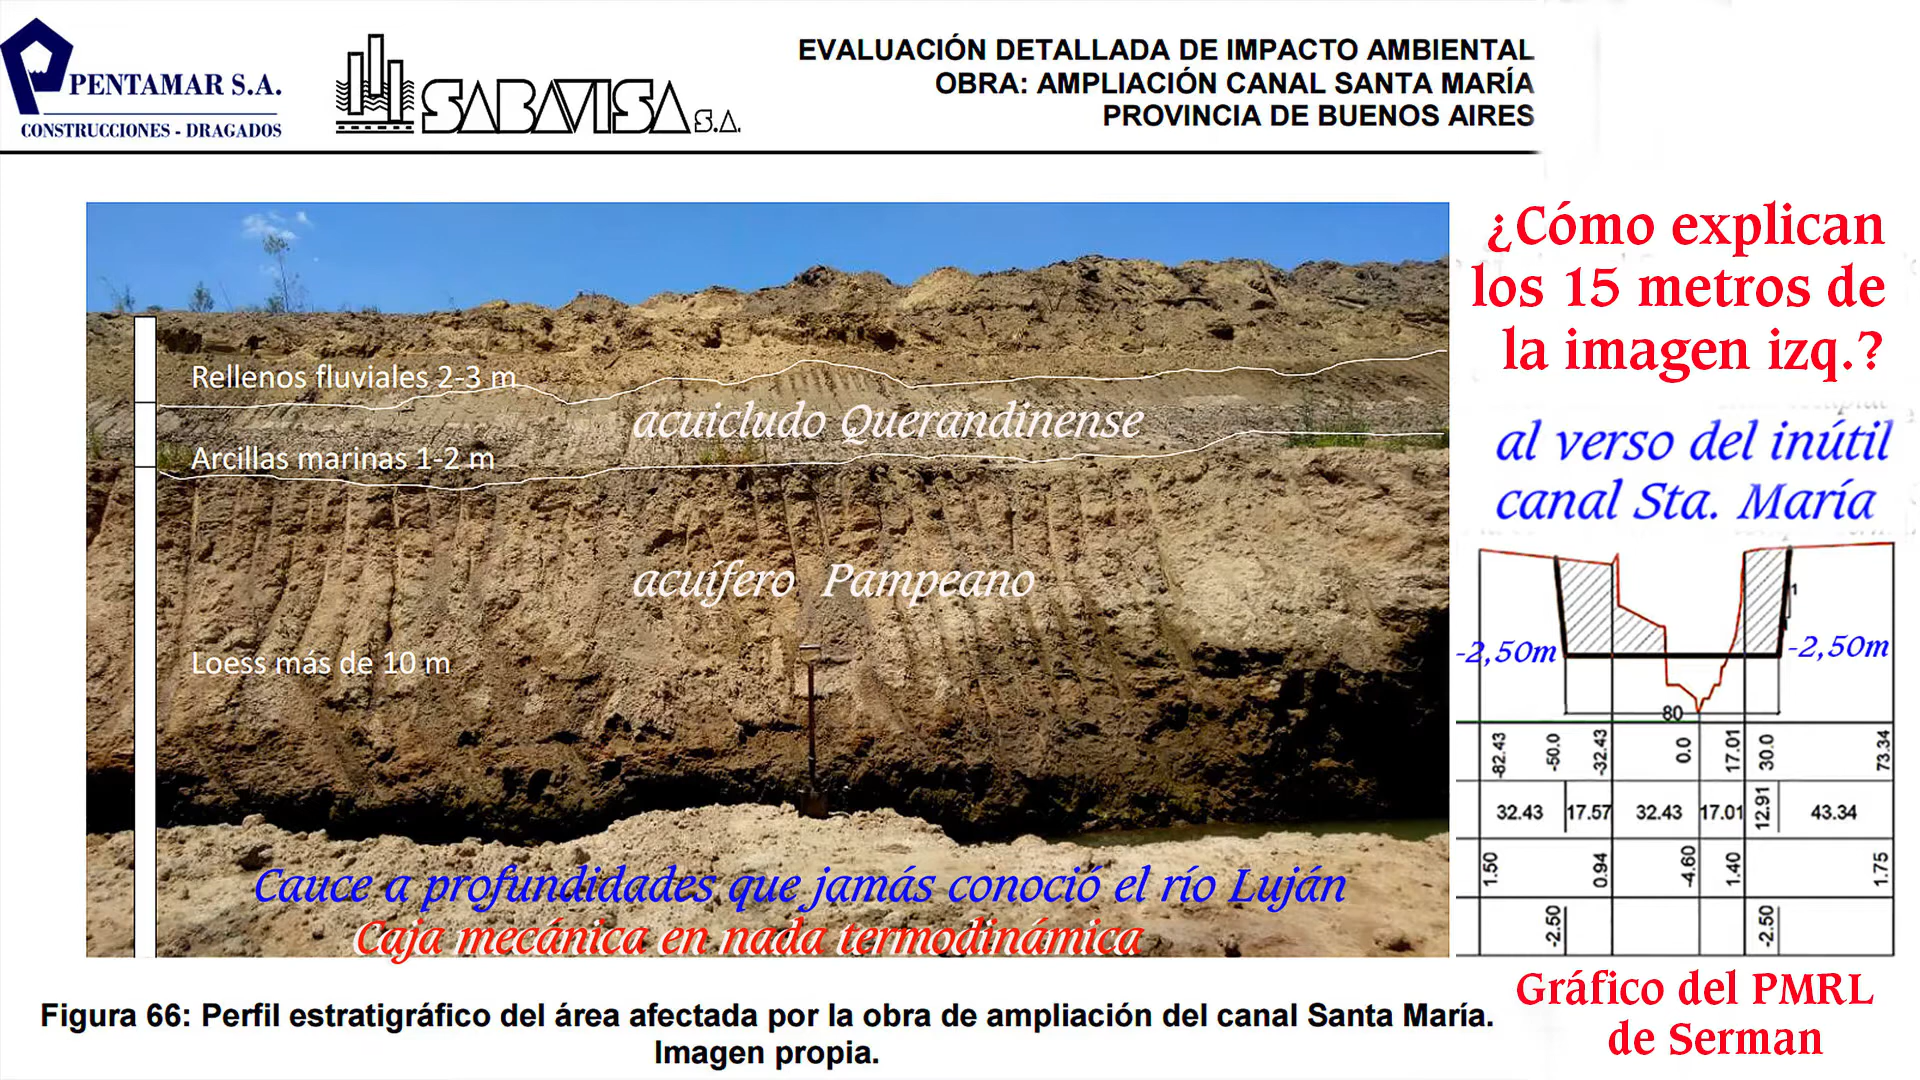 PENTAMAR S.A.
CONSTRUCCIONES - DRAGADOS
SABAVISA S.A.
EVALUACIÓN DETALLADA DE IMPACTO AMBIENTAL
OBRA: AMPLIACIÓN CANAL SANTA MARÍA
PROVINCIA DE BUENOS AIRES
Rellenos fluviales 2-3 m
acuicludo Querandinense
Arcillas marinas 1-2 m
acuífero Pampeano
Loess más de 10 m
Cauce a profundidades que jamás conoció el río Luján
Caja mecánica en nada termodinámica
Figura 66: Perfil estratigráfico del área afectada por la obra de ampliación del canal Santa María.
Imagen propia.
¿Cómo explican
los 15 metros de
la imagen izq.?
al verso del inútil
canal Sta. María
1
-2,50m -2,50m
80
-82.43 -50.0 -32.43 0.0 17.01 30.0 73.34
32.43 17.57 32.43 17.01 12.91 43.34
1.50 0.94 -4.60 1.40 1.75
-2.50 -2.50
Gráfico del PMRL
de Serman